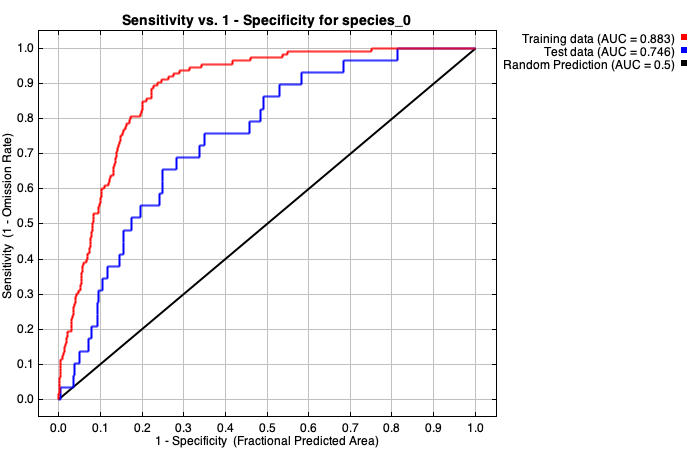 Sensitivity vs. 1 - Specificity for species_0
Training data (AUC = 0.883)
Test data (AUC = 0.746)
Random Prediction (AUC = 0.5)
Sensitivity (1 - Omission Rate)
1.0
0.9
0.8
0.7
0.6
0.5
0.4
0.3
0.2
0.1
0.0
0.0 0.1 0.2 0.3 0.4 0.5 0.6 0.7 0.8 0.9 1.0
1 - Specificity (Fractional Predicted Area)